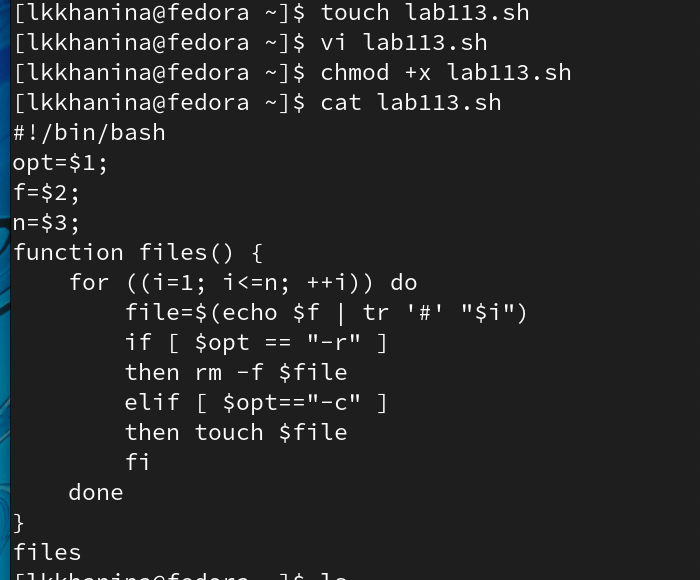 [lkkhanina@fedora ~]$ touch lab113.sh
[lkkhanina@fedora ~]$ vi lab113.sh
[lkkhanina@fedora ~]$ chmod +x lab113.sh
[lkkhanina@fedora ~]$ cat lab113.sh
#!/bin/bash
opt=$1;
f=$2;
n=$3;
function files() {
    for ((i=1; i<=n; ++i)) do
        file=$(echo $f | tr '#' "$i")
        if [ $opt == "-r" ]
        then rm -f $file
        elif [ $opt=="-c" ]
        then touch $file
        fi
    done
}
files
[lkkhanina@fedora ~]$ ls